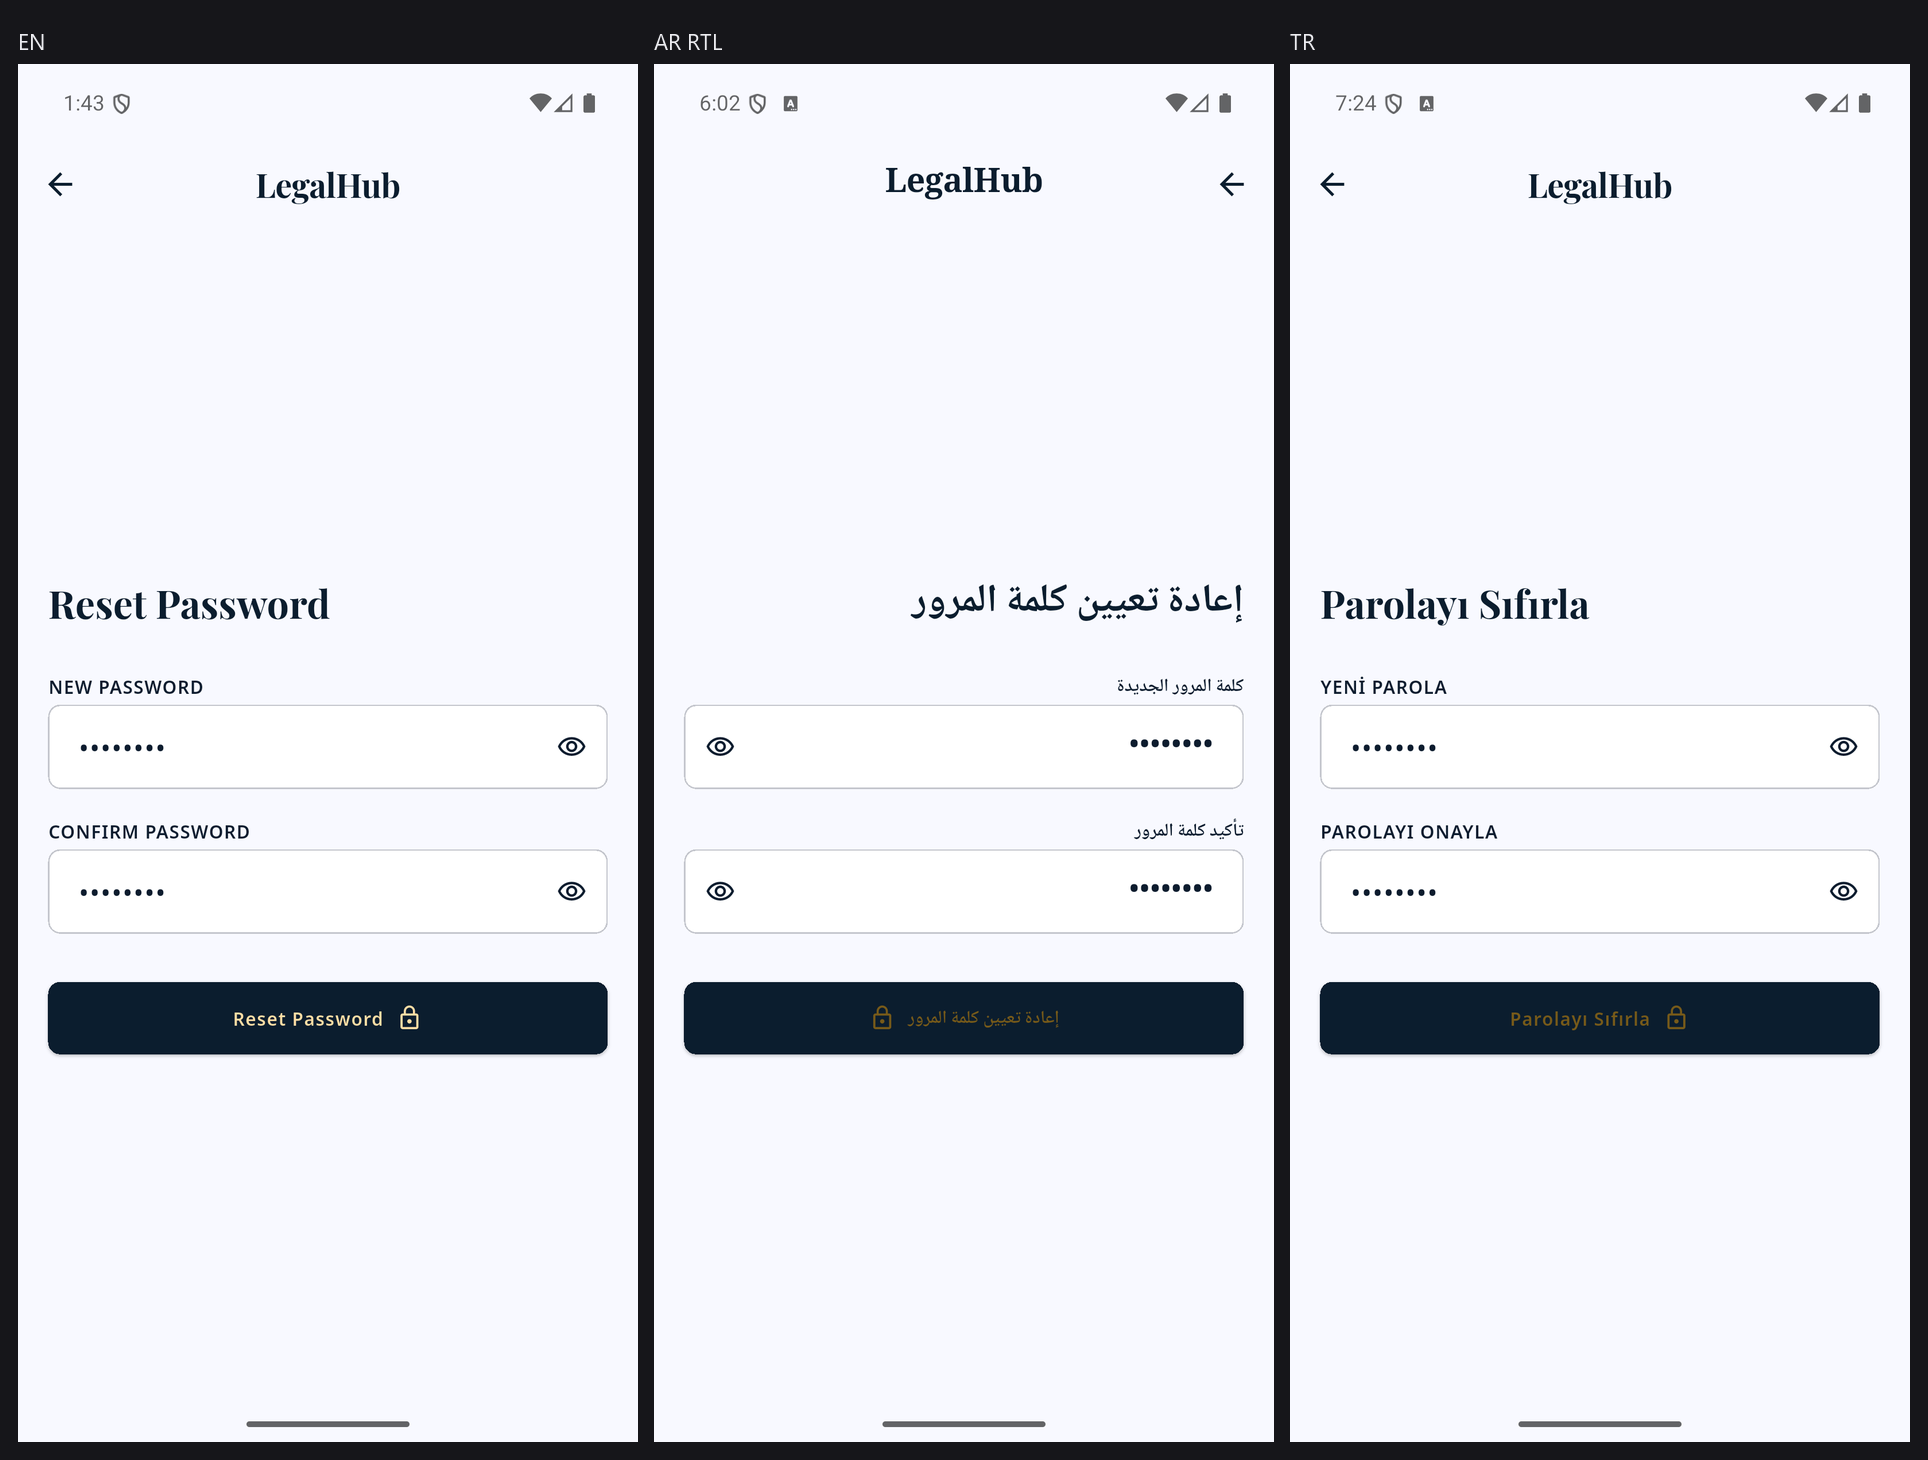 EN
1:43
LegalHub
Reset Password
NEW PASSWORD
••••••••
CONFIRM PASSWORD
••••••••
Reset Password
AR RTL
6:02
A
LegalHub
إعادة تعيين كلمة المرور
كلمة المرور الجديدة
••••••••
تأكيد كلمة المرور
••••••••
إعادة تعيين كلمة المرور
TR
7:24
A
LegalHub
Parolayı Sıfırla
YENİ PAROLA
••••••••
PAROLAYI ONAYLA
••••••••
Parolayı Sıfırla